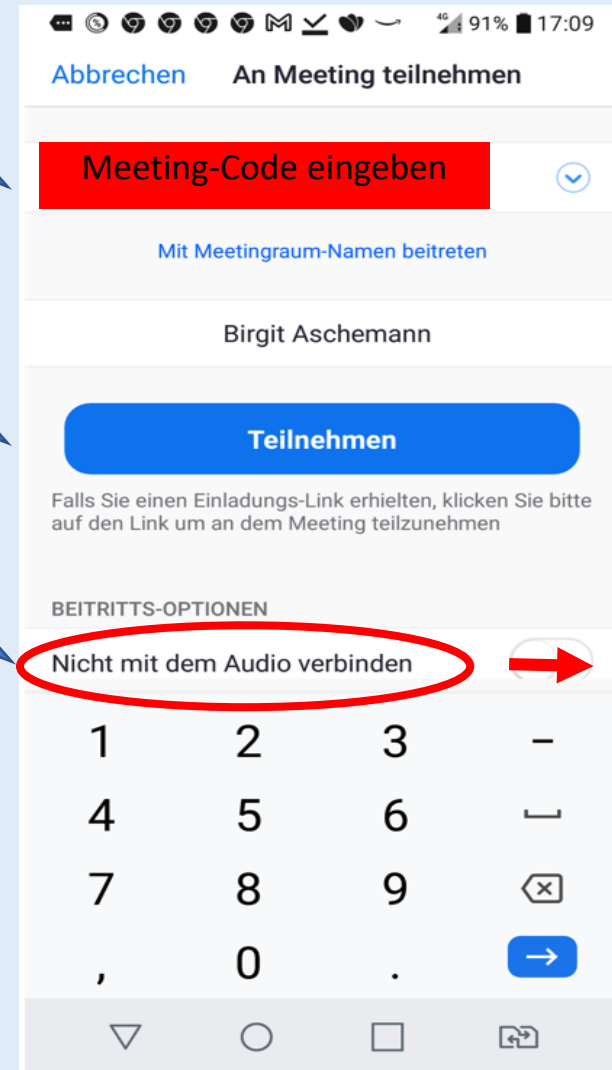 4G 91% 17:09
Abbrechen An Meeting teilnehmen
Meeting-Code eingeben
Mit Meetingraum-Namen beitreten
Birgit Aschemann
Teilnehmen
Falls Sie einen Einladungs-Link erhielten, klicken Sie bitte
auf den Link um an dem Meeting teilzunehmen
BEITRITTS-OPTIONEN
Nicht mit dem Audio verbinden
1 2 3 –
4 5 6
7 8 9
, 0 .